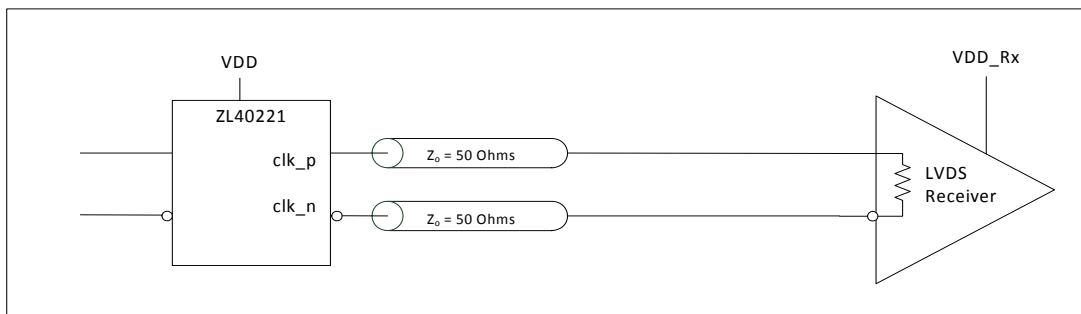 VDD
VDD_Rx
ZL40221
clk_p
Zₒ = 50 Ohms
LVDS
Receiver
clk_n
Zₒ = 50 Ohms